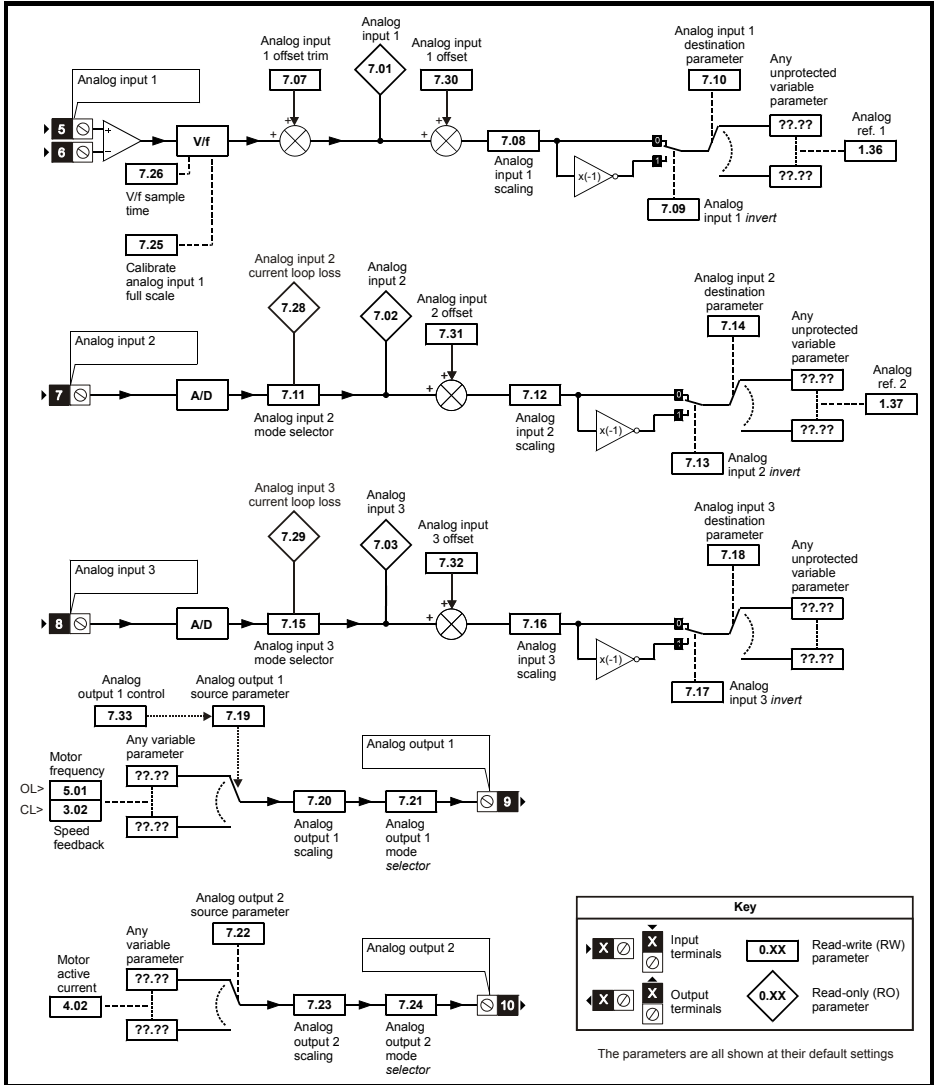 Analog input 1
5
6
+
−
V/f
7.26
V/f sample
time
7.25
Calibrate
analog input 1
full scale
Analog input
1 offset trim
7.07
+
+
Analog
input 1
7.01
Analog input
1 offset
7.30
+
+
7.08
Analog
input 1
scaling
x(-1)
0
1
7.09
Analog
input 1 invert
Analog input 1
destination
parameter
7.10
Any
unprotected
variable
parameter
??.??
??.??
Analog
ref. 1
1.36
Analog input 2
7
A/D
Analog input 2
current loop loss
7.28
7.11
Analog input 2
mode selector
Analog
input 2
7.02
Analog input
2 offset
7.31
+
+
7.12
Analog
input 2
scaling
x(-1)
0
1
7.13
Analog
input 2 invert
Analog input 2
destination
parameter
7.14
Any
unprotected
variable
parameter
??.??
??.??
Analog
ref. 2
1.37
Analog input 3
8
A/D
Analog input 3
current loop loss
7.29
7.15
Analog input 3
mode selector
Analog
input 3
7.03
Analog input
3 offset
7.32
+
+
7.16
Analog
input 3
scaling
x(-1)
0
1
7.17
Analog
input 3 invert
Analog input 3
destination
parameter
7.18
Any
unprotected
variable
parameter
??.??
??.??
Analog
output 1 control
7.33
Analog output 1
source parameter
7.19
Motor
frequency
OL> 5.01
CL> 3.02
Speed
feedback
Any variable
parameter
??.??
??.??
7.20
Analog
output 1
scaling
7.21
Analog
output 1
mode
selector
Analog output 1
9
Motor
active
current
4.02
Any
variable
parameter
??.??
??.??
Analog output 2
source parameter
7.22
7.23
Analog
output 2
scaling
7.24
Analog
output 2
mode
selector
Analog output 2
10
Key
X X Input
terminals
0.XX Read-write (RW)
parameter
X X Output
terminals
0.XX Read-only (RO)
parameter
The parameters are all shown at their default settings